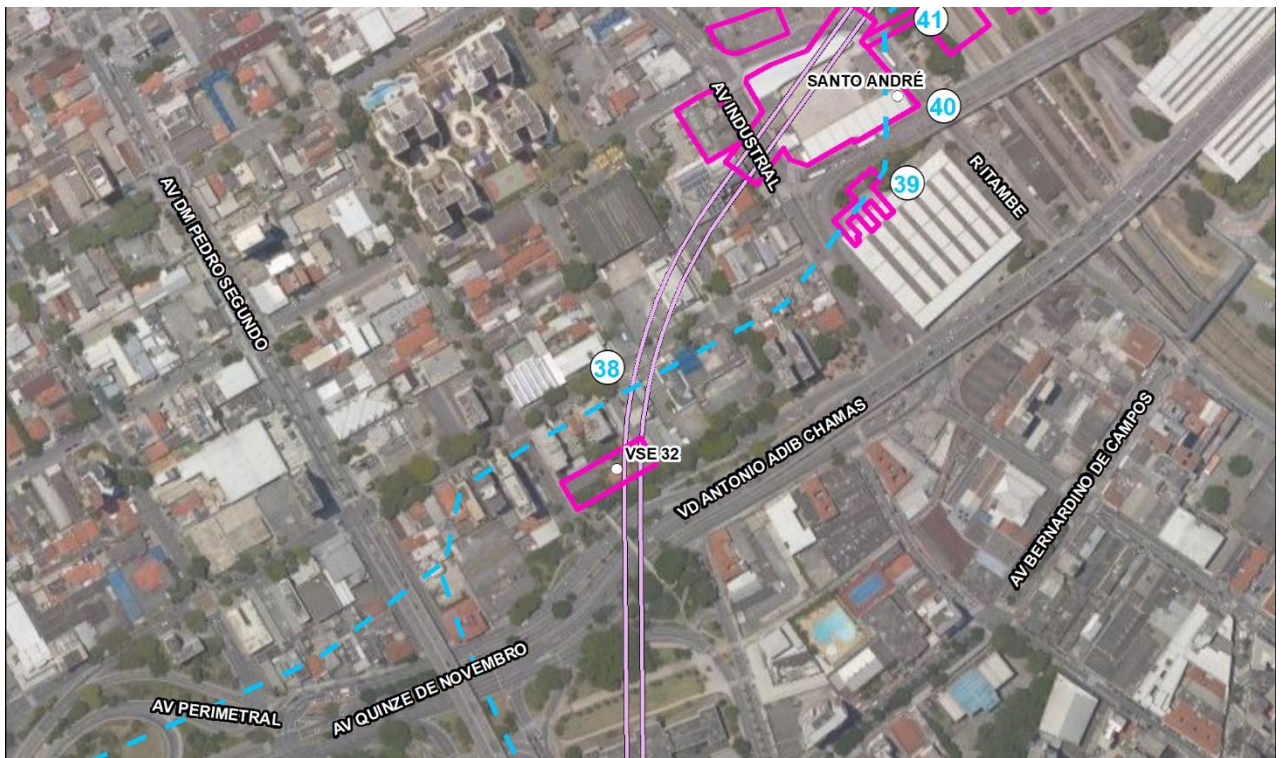 41
SANTO ANDRÉ
40
AV INDUSTRIAL
39
R ITAMBE
AV DM PEDRO SEGUNDO
38
VSE 32
VD ANTONIO ADIB CHAMAS
AV BERNARDINO DE CAMPOS
AV QUINZE DE NOVEMBRO
AV PERIMETRAL